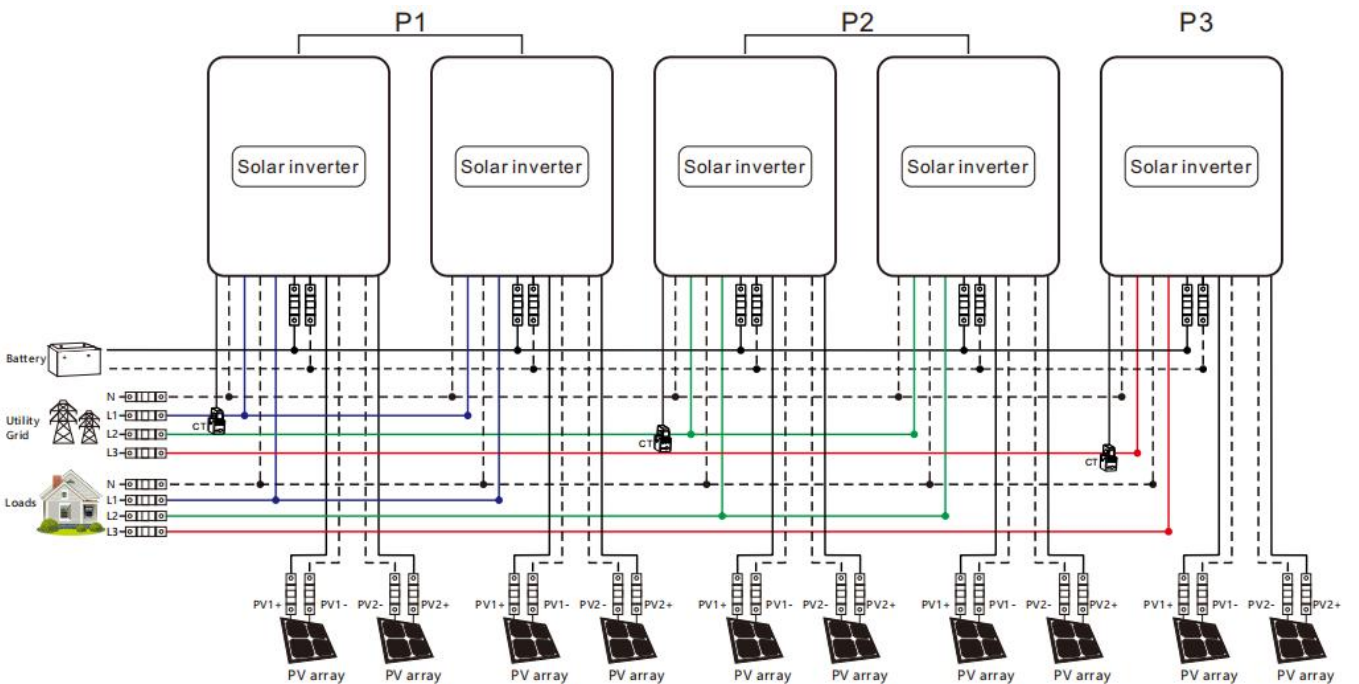 P1 P2 P3
Solar inverter Solar inverter Solar inverter Solar inverter Solar inverter
Battery
N
Utility Grid
L1
CT
L2
CT
L3
CT
N
Loads
L1
L2
L3
PV1+ PV1- PV2- PV2+ PV1+ PV1- PV2- PV2+ PV1+ PV1- PV2- PV2+ PV1+ PV1- PV2- PV2+ PV1+ PV1- PV2- PV2+
PV array PV array PV array PV array PV array PV array PV array PV array PV array PV array